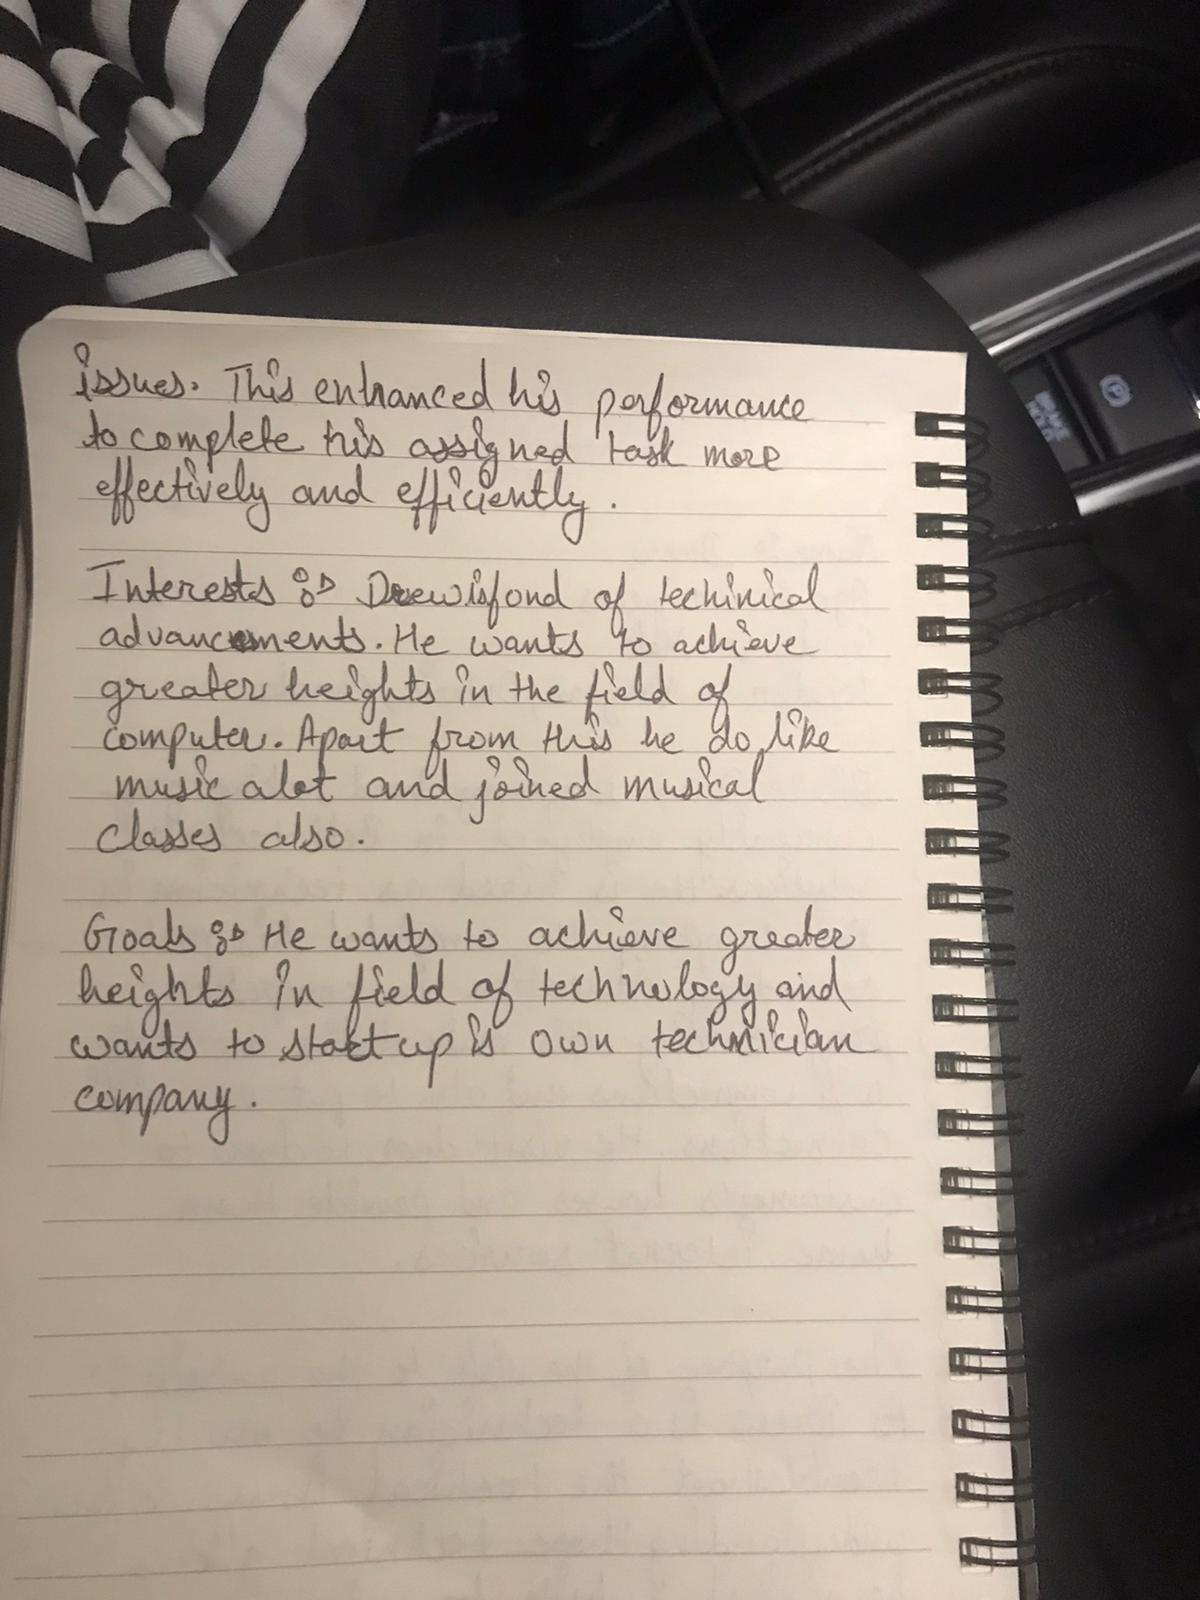 issues. This enhanced his performance
to complete his assigned task more
effectively and efficiently.
Interests :→ Drew is fond of techinical
advancements. He wants to achieve
greater heights in the field of
computer. Apart from this he do like
music alot and joined musical
classes also.
Goals :→ He wants to achieve greater
heights in field of technology and
wants to start up is own technician
company.
BRAKE
HOLD
P